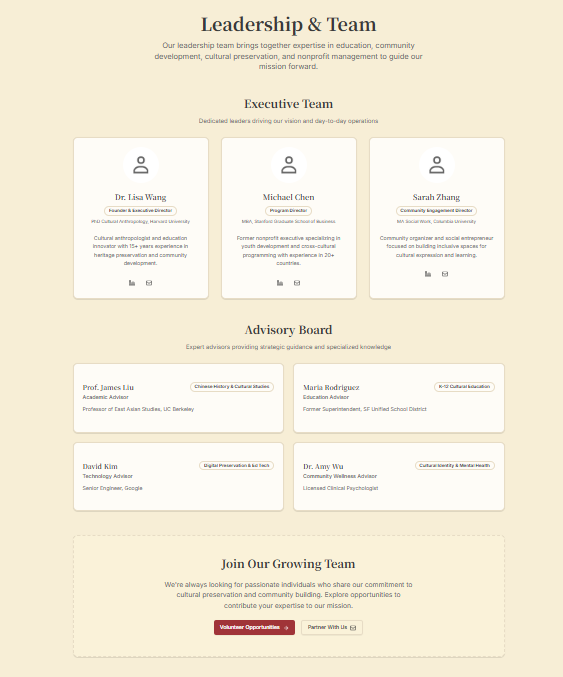 Leadership & Team
Our leadership team brings together expertise in education, community
development, cultural preservation, and nonprofit management to guide our
mission forward.
Executive Team
Dedicated leaders driving our vision and day-to-day operations
Dr. Lisa Wang
Founder & Executive Director
PhD Cultural Anthropology, Harvard University
Cultural anthropologist and education
innovator with 15+ years experience in
heritage preservation and community
development.
Michael Chen
Program Director
MBA, Stanford Graduate School of Business
Former nonprofit executive specializing in
youth development and cross-cultural
programming with experience in 20+
countries.
Sarah Zhang
Community Engagement Director
MA Social Work, Columbia University
Community organizer and social entrepreneur
focused on building inclusive spaces for
cultural expression and learning.
Advisory Board
Expert advisors providing strategic guidance and specialized knowledge
Prof. James Liu
Chinese History & Cultural Studies
Academic Advisor
Professor of East Asian Studies, UC Berkeley
Maria Rodriguez
K-12 Cultural Education
Education Advisor
Former Superintendent, SF Unified School District
David Kim
Digital Preservation & Ed Tech
Technology Advisor
Senior Engineer, Google
Dr. Amy Wu
Cultural Identity & Mental Health
Community Wellness Advisor
Licensed Clinical Psychologist
Join Our Growing Team
We're always looking for passionate individuals who share our commitment to
cultural preservation and community building. Explore opportunities to
contribute your expertise to our mission.
Volunteer Opportunities →
Partner With Us